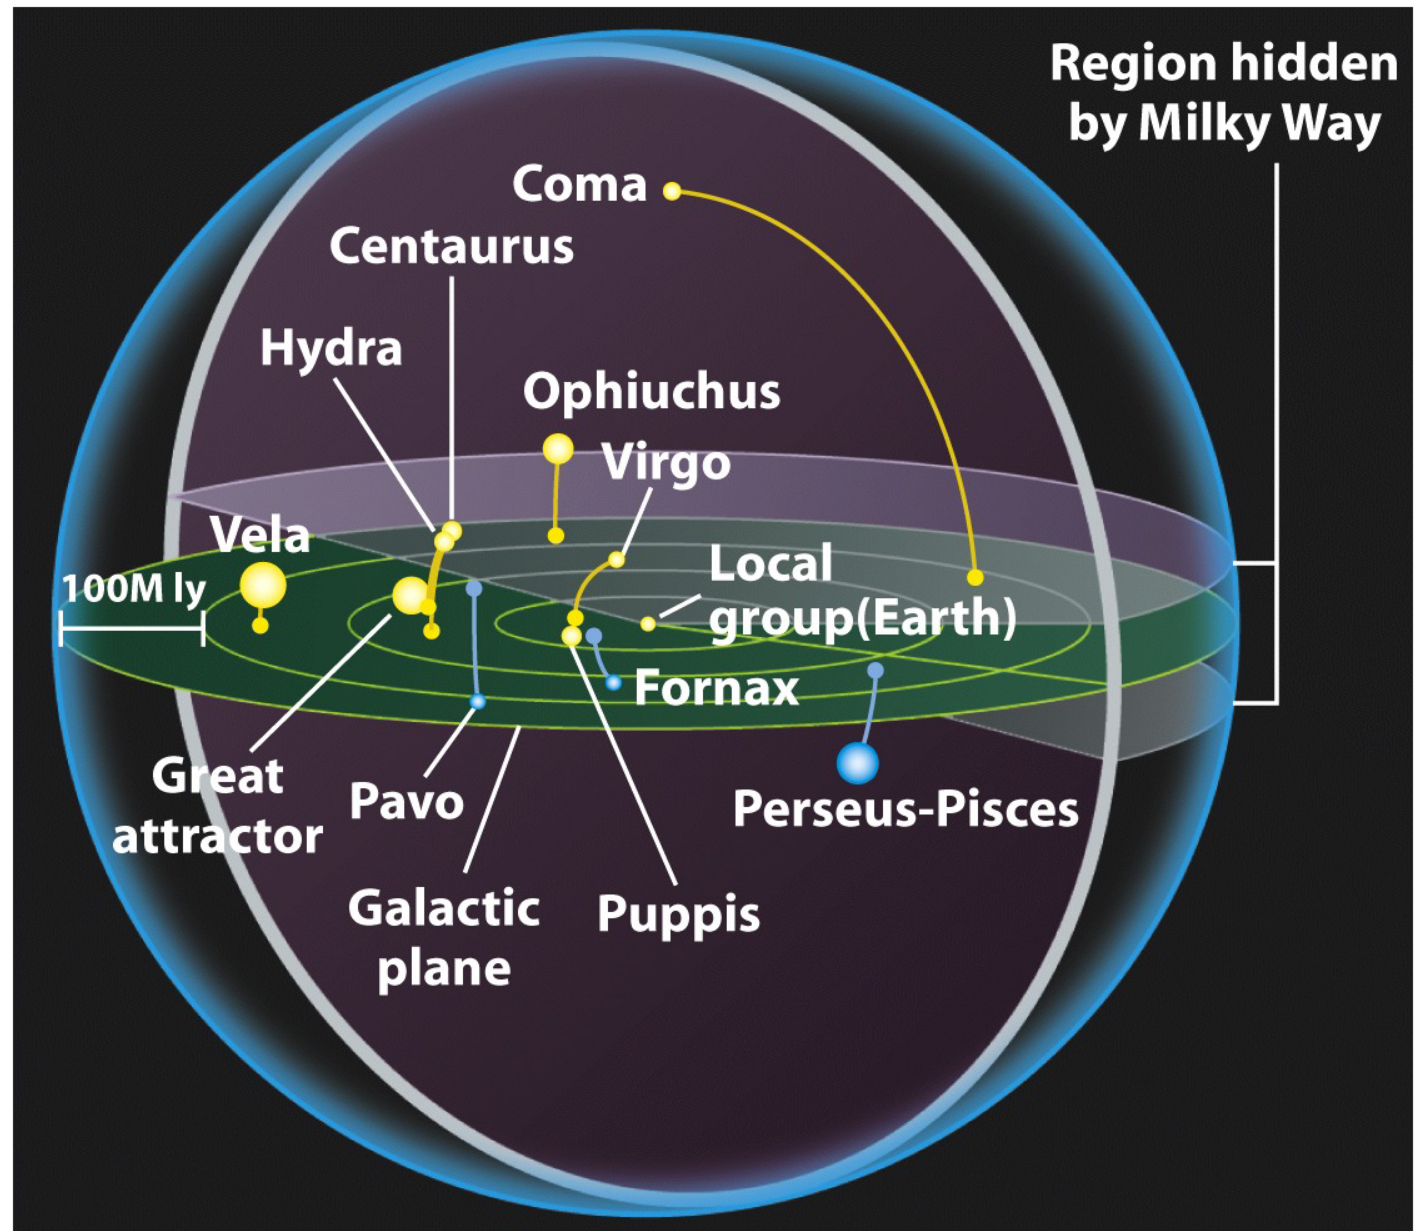 Region hidden
by Milky Way
Coma
Centaurus
Hydra
Ophiuchus
Virgo
Vela
Local
group(Earth)
100M ly
Fornax
Great
attractor
Pavo
Perseus-Pisces
Galactic
plane
Puppis